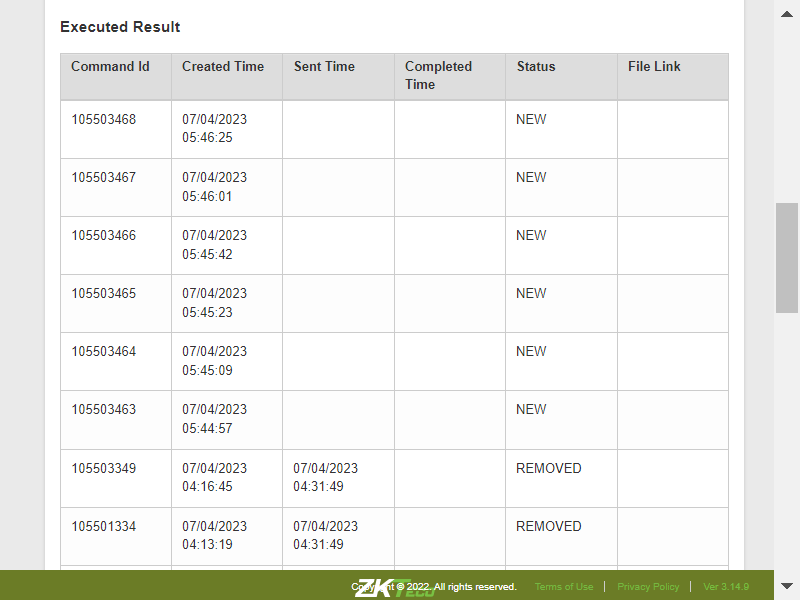 Executed Result
Command Id Created Time Sent Time Completed Time Status File Link
105503468 07/04/2023 05:46:25 NEW
105503467 07/04/2023 05:46:01 NEW
105503466 07/04/2023 05:45:42 NEW
105503465 07/04/2023 05:45:23 NEW
105503464 07/04/2023 05:45:09 NEW
105503463 07/04/2023 05:44:57 NEW
105503349 07/04/2023 04:16:45 07/04/2023 04:31:49 REMOVED
105501334 07/04/2023 04:13:19 07/04/2023 04:31:49 REMOVED
ZKTeco Copyright © 2022. All rights reserved. Terms of Use | Privacy Policy | Ver 3.14.9